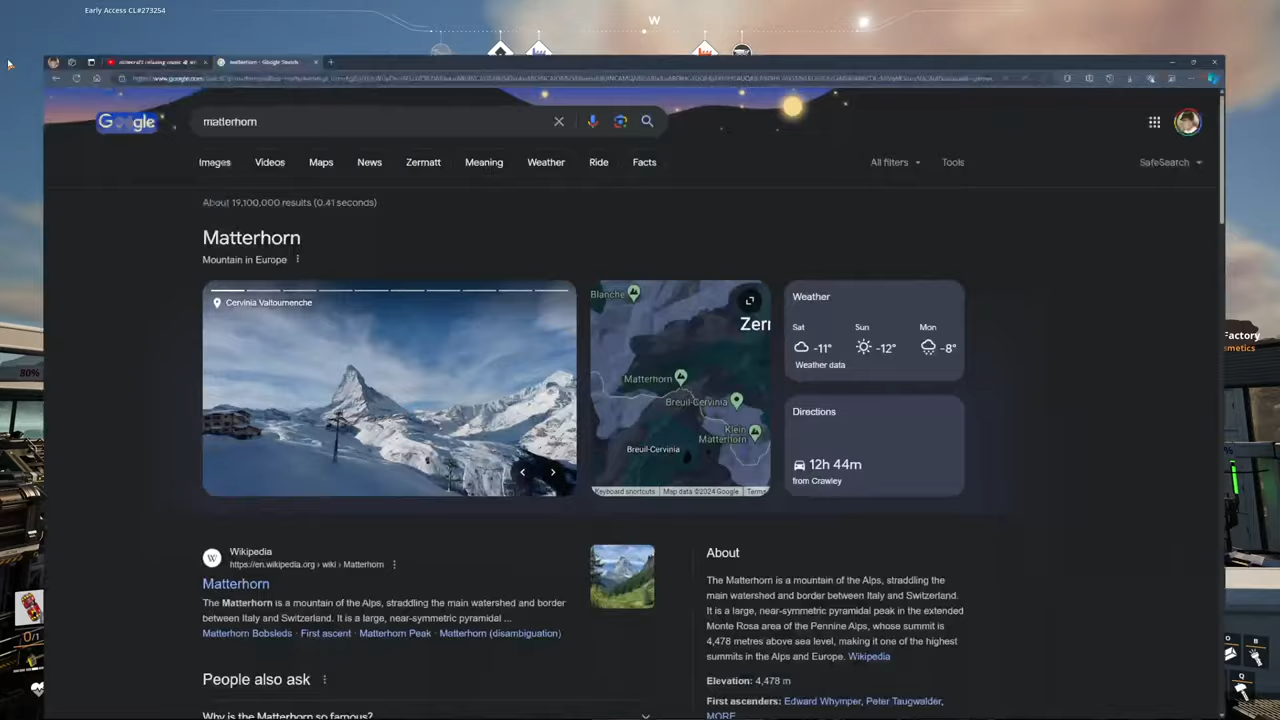 Early Access CL#273254
W
matterhorn - Google Search
Google
matterhorn
Images
Videos
Maps
News
Zermatt
Meaning
Weather
Ride
Facts
All filters
Tools
SafeSearch
About 19,100,000 results (0.41 seconds)
Matterhorn
Mountain in Europe
Cervinia Valtournenche
Blanche
Zerr
Matterhorn
Breuil-Cervinia
Klein
Matterhorn
Breuil-Cervinia
Keyboard shortcuts
Map data ©2024 Google
Terms
Weather
Sat
Sun
Mon
-11°
-12°
-8°
Weather data
Directions
12h 44m
from Crawley
Factory
smetics
80%
Wikipedia
https://en.wikipedia.org › wiki › Matterhorn
Matterhorn
The Matterhorn is a mountain of the Alps, straddling the main watershed and border
between Italy and Switzerland. It is a large, near-symmetric pyramidal ...
Matterhorn Bobsleds · First ascent · Matterhorn Peak · Matterhorn (disambiguation)
People also ask
Why is the Matterhorn so famous?
About
The Matterhorn is a mountain of the Alps, straddling the
main watershed and border between Italy and Switzerland.
It is a large, near-symmetric pyramidal peak in the extended
Monte Rosa area of the Pennine Alps, whose summit is
4,478 metres above sea level, making it one of the highest
summits in the Alps and Europe. Wikipedia
Elevation: 4,478 m
First ascenders: Edward Whymper, Peter Taugwalder,
MORE
0/1
B
Q